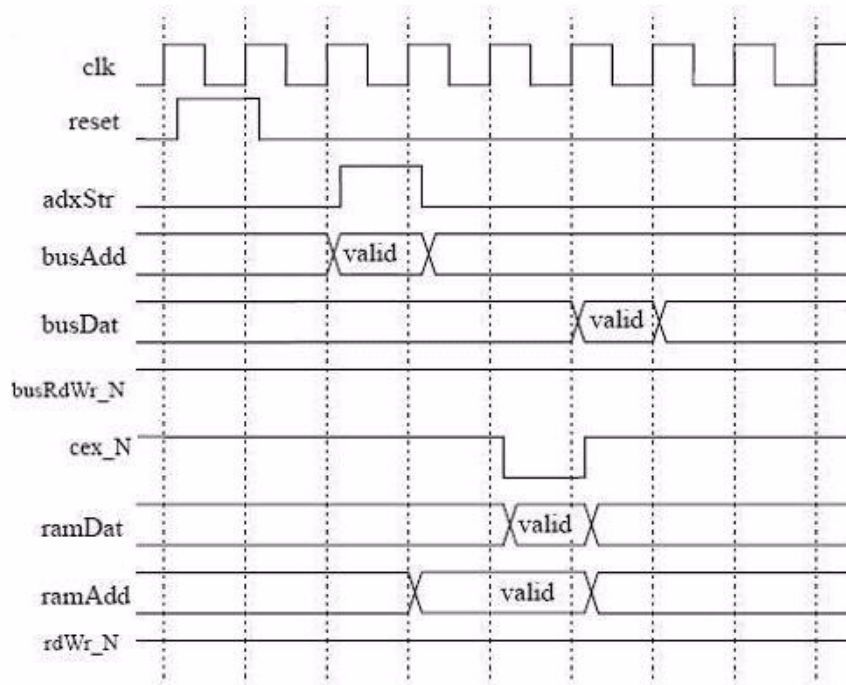 clk
reset
adxStr
busAdd valid
busDat valid
busRdWr_N
cex_N
ramDat valid
ramAdd valid
rdWr_N